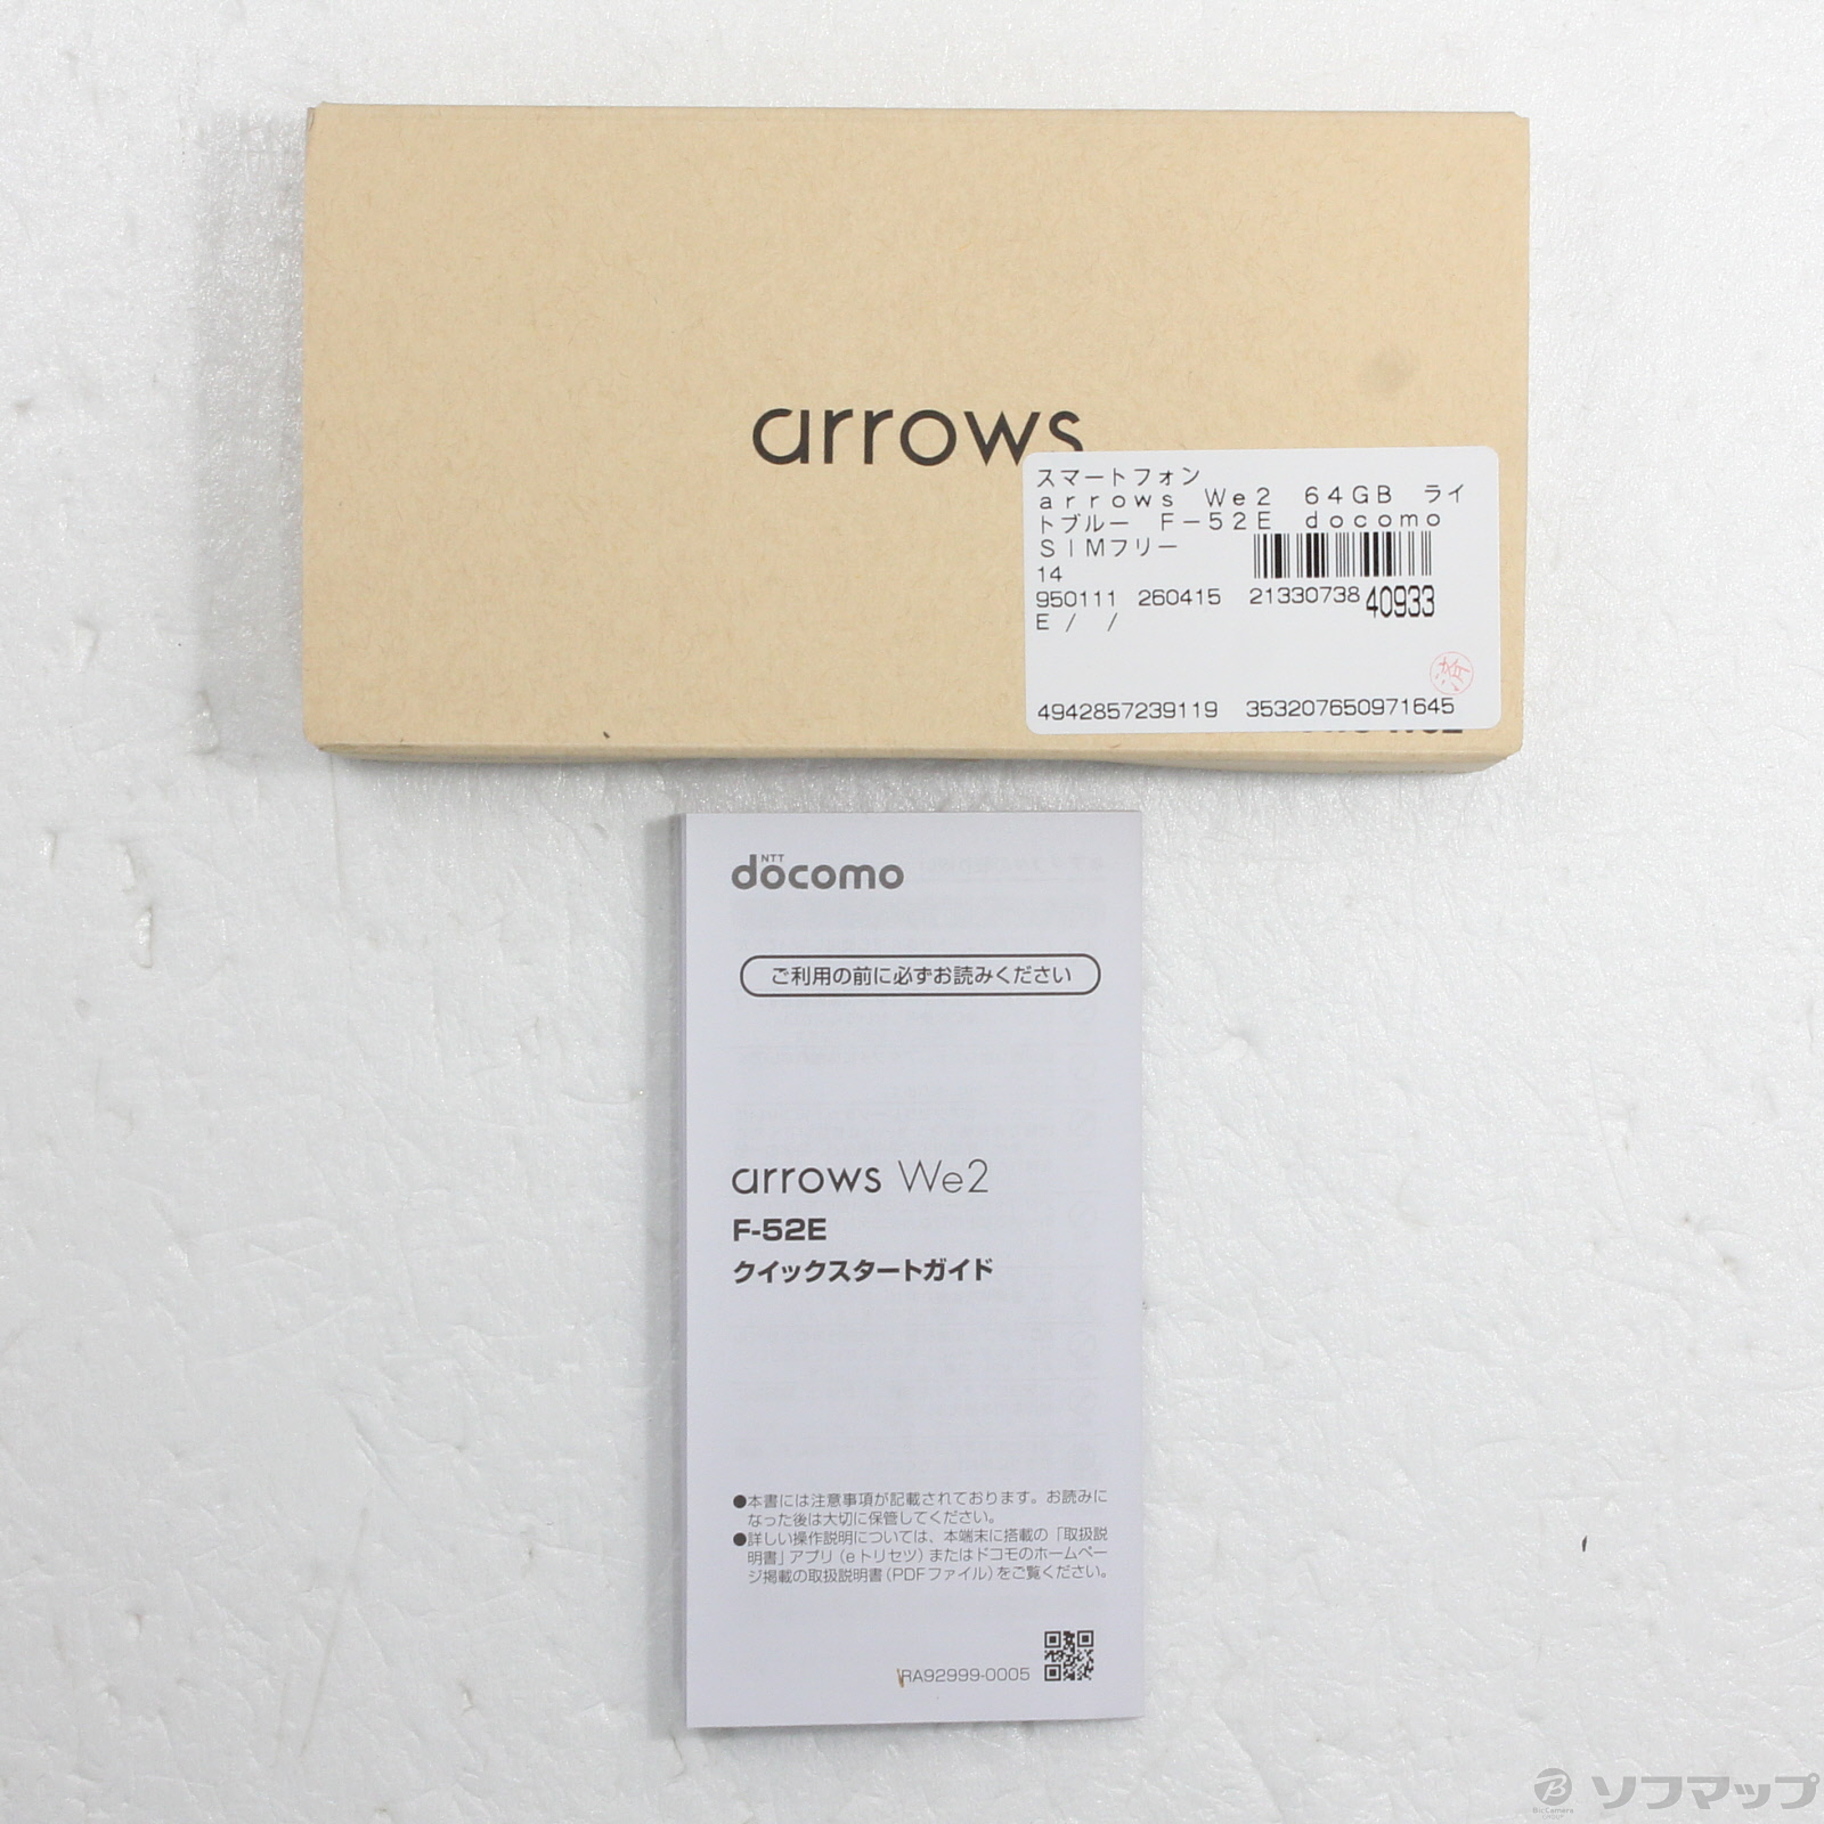 arrows
スマートフォン
arrows We2 64GB ライ
トブルー F-52E docomo
SIMフリー
14
950111 260415 21330738 40933
E / /
4942857239119 353207650971645
NTT
docomo
ご利用の前に必ずお読みください
arrows We2
F-52E
クイックスタートガイド
●本書には注意事項が記載されております。お読みに
なった後は大切に保管してください。
●詳しい操作説明については、本端末に搭載の「取扱説
明書」アプリ(eトリセツ)またはドコモのホームペー
ジ掲載の取扱説明書(PDFファイル)をご覧ください。
RA92999-0005
BicCamera
GROUP
ソフマップ